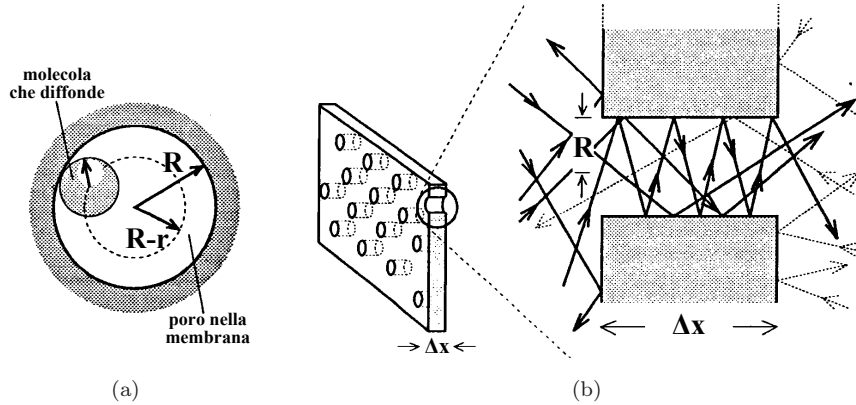 molecola
che diffonde
R
R-r
poro nella
membrana
(a)
Δx
R
Δx
(b)